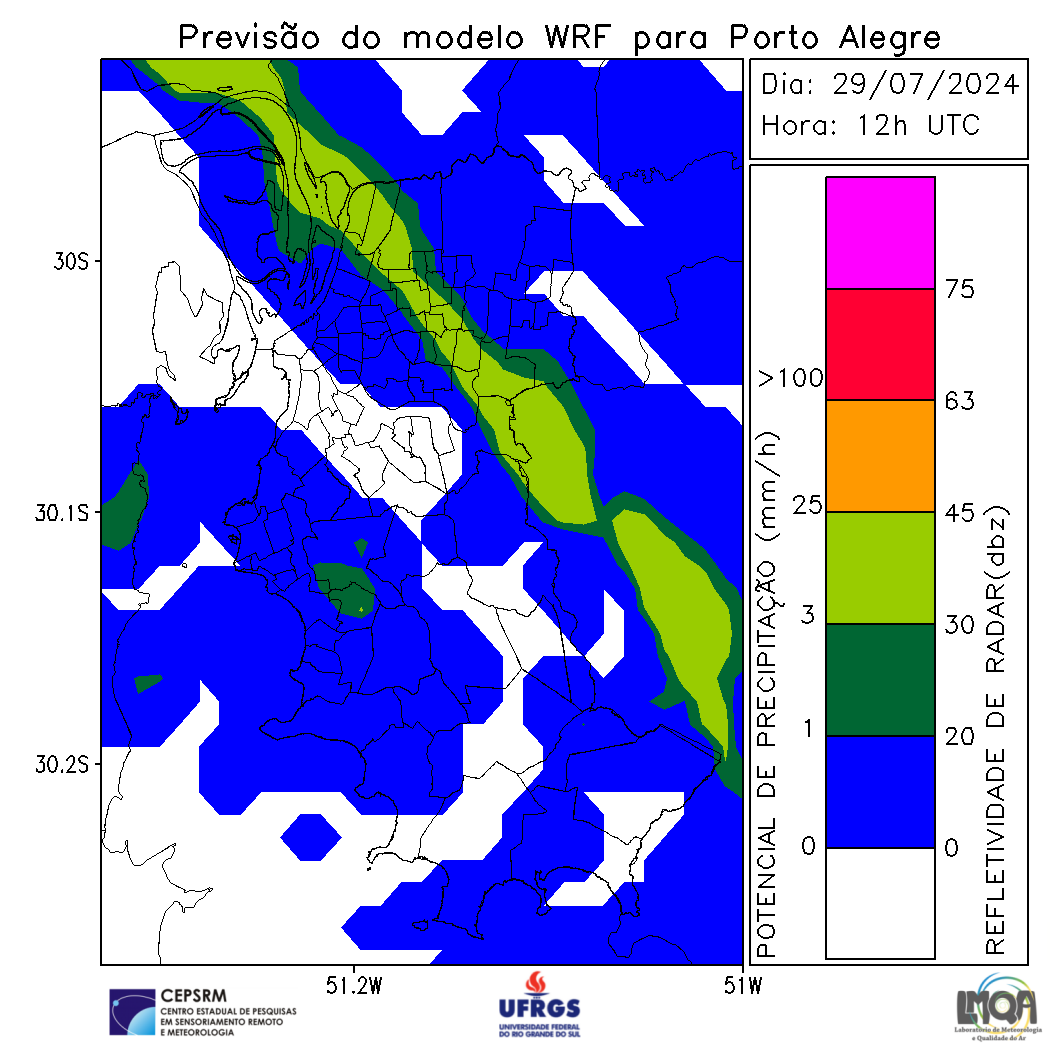 Previsão do modelo WRF para Porto Alegre
Dia: 29/07/2024
Hora: 12h UTC
30S
30.1S
30.2S
51.2W
51W
POTENCIAL DE PRECIPITAÇÃO (mm/h)
>100
25
3
1
0
75
63
45
30
20
0
REFLETIVIDADE DE RADAR(dbz)
CEPSRM
CENTRO ESTADUAL DE PESQUISAS
EM SENSORIAMENTO REMOTO
E METEOROLOGIA
UFRGS
UNIVERSIDADE FEDERAL
DO RIO GRANDE DO SUL
LMQA
Laboratório de Meteorologia
e Qualidade do Ar